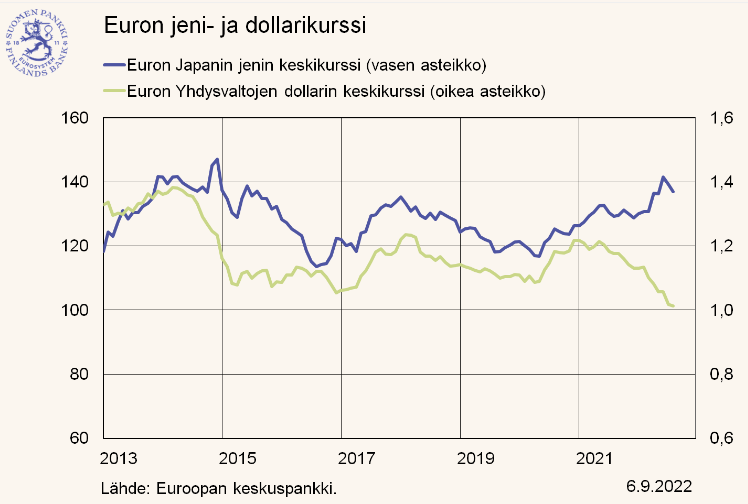 SUOMEN PANKKI
1811
EUROSYSTEM
FINLANDS BANK
Euron jeni- ja dollarikurssi
Euron Japanin jenin keskikurssi (vasen asteikko)
Euron Yhdysvaltojen dollarin keskikurssi (oikea asteikko)
160 1,6
140 1,4
120 1,2
100 1,0
80 0,8
60 0,6
2013 2015 2017 2019 2021
Lähde: Euroopan keskuspankki. 6.9.2022